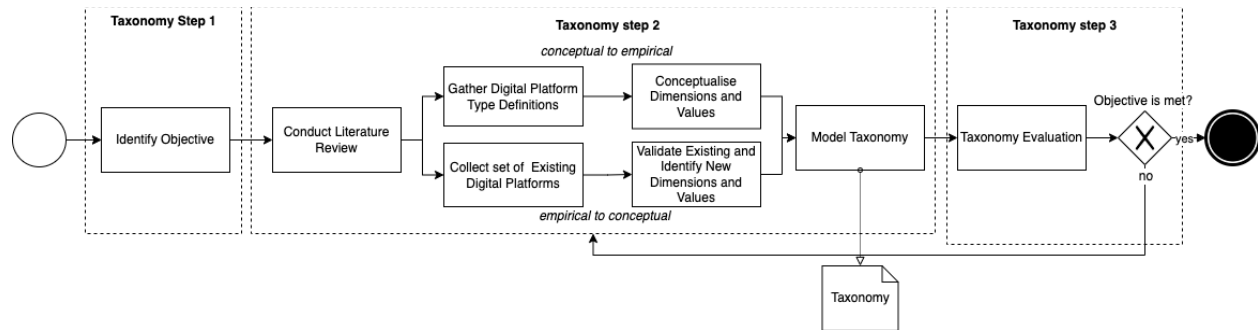 Taxonomy Step 1
Taxonomy step 2
Taxonomy step 3
conceptual to empirical
Identify Objective
Conduct Literature
Review
Gather Digital Platform
Type Definitions
Conceptualise
Dimensions and
Values
Collect set of Existing
Digital Platforms
Validate Existing and
Identify New
Dimensions and
Values
empirical to conceptual
Model Taxonomy
Taxonomy
Taxonomy Evaluation
Objective is met?
X
yes
no